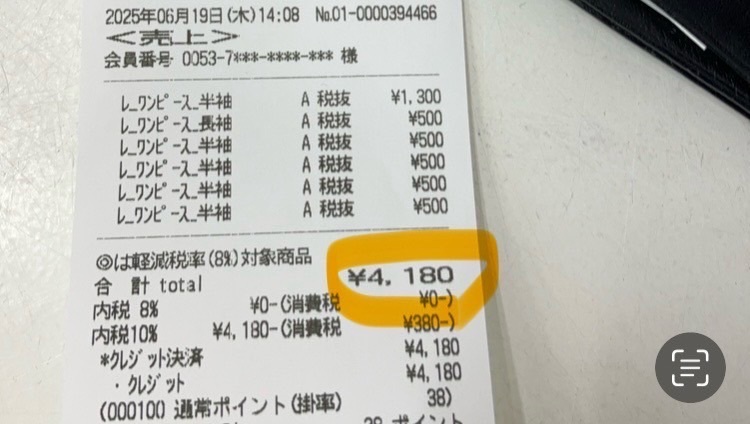 2025年06月19日(木)14:08 No.01-0000394466
<売上>
会員番号 0053-7***-****-*** 様
レ_ワンピース_半袖 A 税抜 ¥1,300
レ_ワンピース_長袖 A 税抜 ¥500
レ_ワンピース_半袖 A 税抜 ¥500
レ_ワンピース_半袖 A 税抜 ¥500
レ_ワンピース_半袖 A 税抜 ¥500
レ_ワンピース_半袖 A 税抜 ¥500
◎は軽減税率(8%)対象商品
合 計 total ¥4,180
内税 8% ¥0-(消費税 ¥0-)
内税10% ¥4,180-(消費税 ¥380-)
*クレジット決済 ¥4,180
・クレジット ¥4,180
(000100) 通常ポイント(掛率) 38)